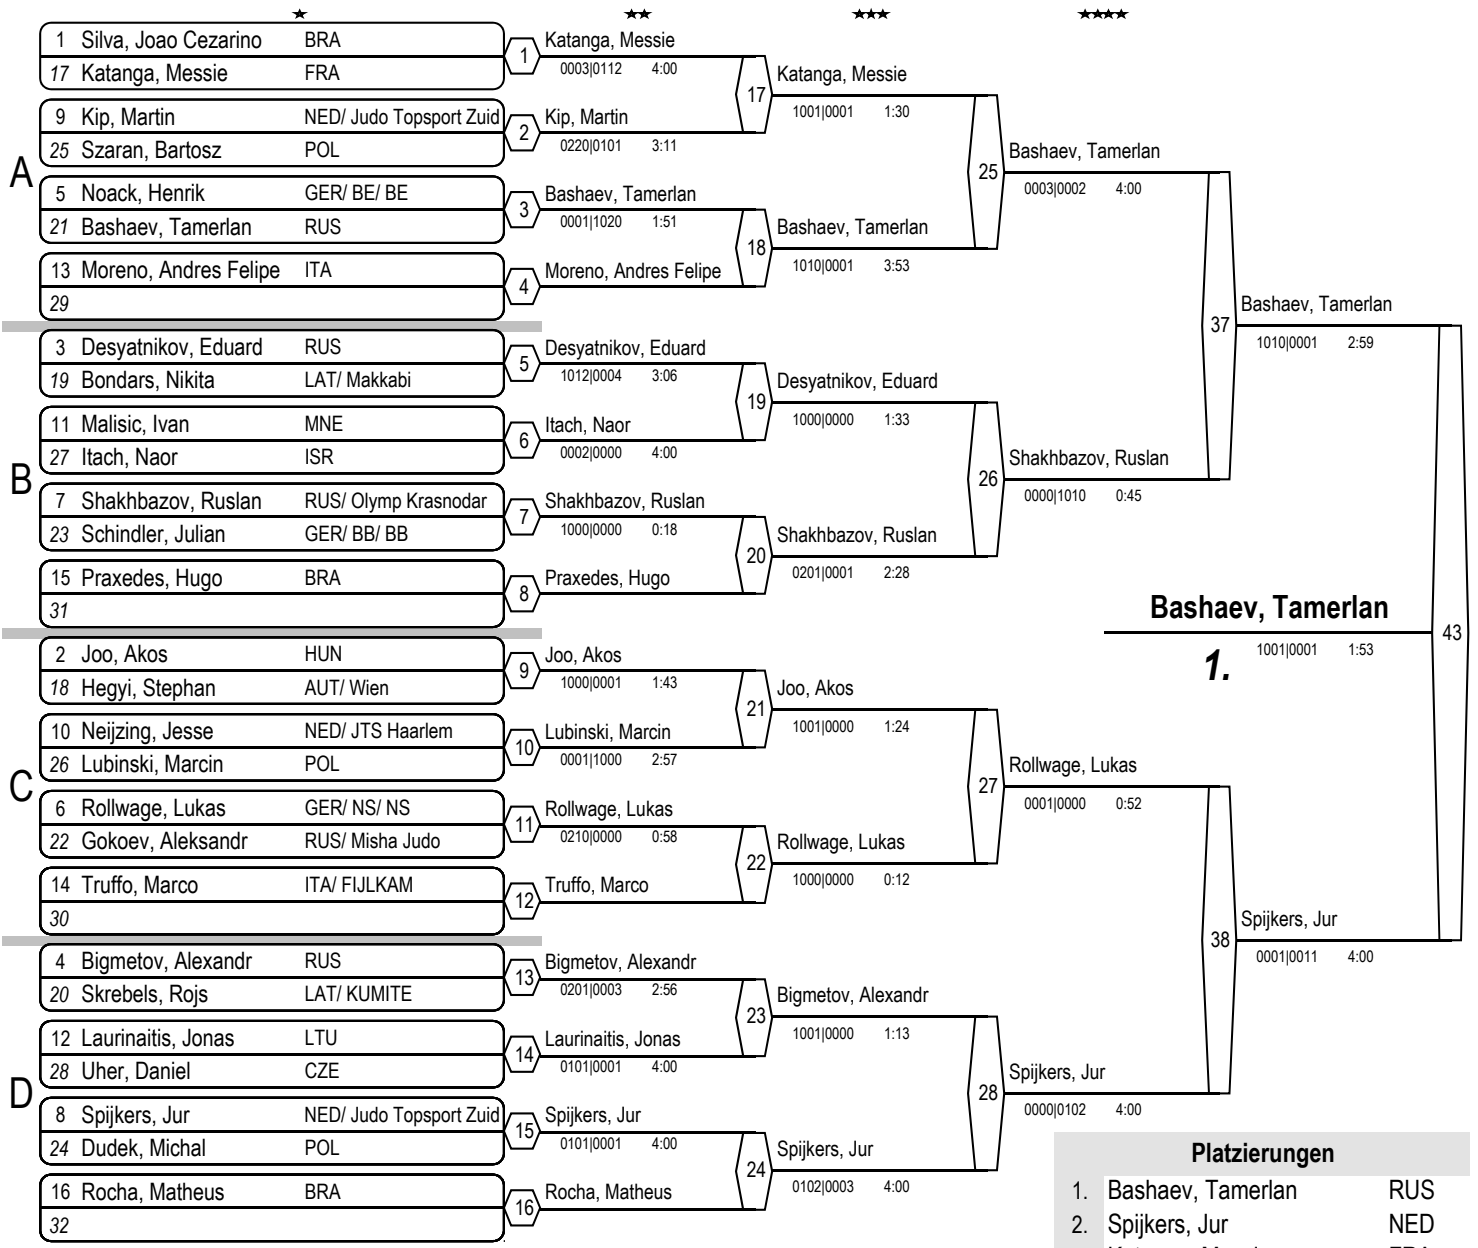 ★ ★★ ★★★ ★★★★
A
1 Silva, Joao Cezarino BRA
17 Katanga, Messie FRA
9 Kip, Martin NED/ Judo Topsport Zuid
25 Szaran, Bartosz POL
5 Noack, Henrik GER/ BE/ BE
21 Bashaev, Tamerlan RUS
13 Moreno, Andres Felipe ITA
29
B
3 Desyatnikov, Eduard RUS
19 Bondars, Nikita LAT/ Makkabi
11 Malisic, Ivan MNE
27 Itach, Naor ISR
7 Shakhbazov, Ruslan RUS/ Olymp Krasnodar
23 Schindler, Julian GER/ BB/ BB
15 Praxedes, Hugo BRA
31
C
2 Joo, Akos HUN
18 Hegyi, Stephan AUT/ Wien
10 Neijzing, Jesse NED/ JTS Haarlem
26 Lubinski, Marcin POL
6 Rollwage, Lukas GER/ NS/ NS
22 Gokoev, Aleksandr RUS/ Misha Judo
14 Truffo, Marco ITA/ FIJLKAM
30
D
4 Bigmetov, Alexandr RUS
20 Skrebels, Rojs LAT/ KUMITE
12 Laurinaitis, Jonas LTU
28 Uher, Daniel CZE
8 Spijkers, Jur NED/ Judo Topsport Zuid
24 Dudek, Michal POL
16 Rocha, Matheus BRA
32
1 Katanga, Messie
0003|0112 4:00
2 Kip, Martin
0220|0101 3:11
3 Bashaev, Tamerlan
0001|1020 1:51
4 Moreno, Andres Felipe
5 Desyatnikov, Eduard
1012|0004 3:06
6 Itach, Naor
0002|0000 4:00
7 Shakhbazov, Ruslan
1000|0000 0:18
8 Praxedes, Hugo
9 Joo, Akos
1000|0001 1:43
10 Lubinski, Marcin
0001|1000 2:57
11 Rollwage, Lukas
0210|0000 0:58
12 Truffo, Marco
13 Bigmetov, Alexandr
0201|0003 2:56
14 Laurinaitis, Jonas
0101|0001 4:00
15 Spijkers, Jur
0101|0001 4:00
16 Rocha, Matheus
17 Katanga, Messie
1001|0001 1:30
18 Bashaev, Tamerlan
1010|0001 3:53
19 Desyatnikov, Eduard
1000|0000 1:33
20 Shakhbazov, Ruslan
0201|0001 2:28
21 Joo, Akos
1001|0000 1:24
22 Rollwage, Lukas
1000|0000 0:12
23 Bigmetov, Alexandr
1001|0000 1:13
24 Spijkers, Jur
0102|0003 4:00
25 Bashaev, Tamerlan
0003|0002 4:00
26 Shakhbazov, Ruslan
0000|1010 0:45
27 Rollwage, Lukas
0001|0000 0:52
28 Spijkers, Jur
0000|0102 4:00
37 Bashaev, Tamerlan
1010|0001 2:59
38 Spijkers, Jur
0001|0011 4:00
Bashaev, Tamerlan 43
1. 1001|0001 1:53
Platzierungen
1. Bashaev, Tamerlan RUS
2. Spijkers, Jur NED